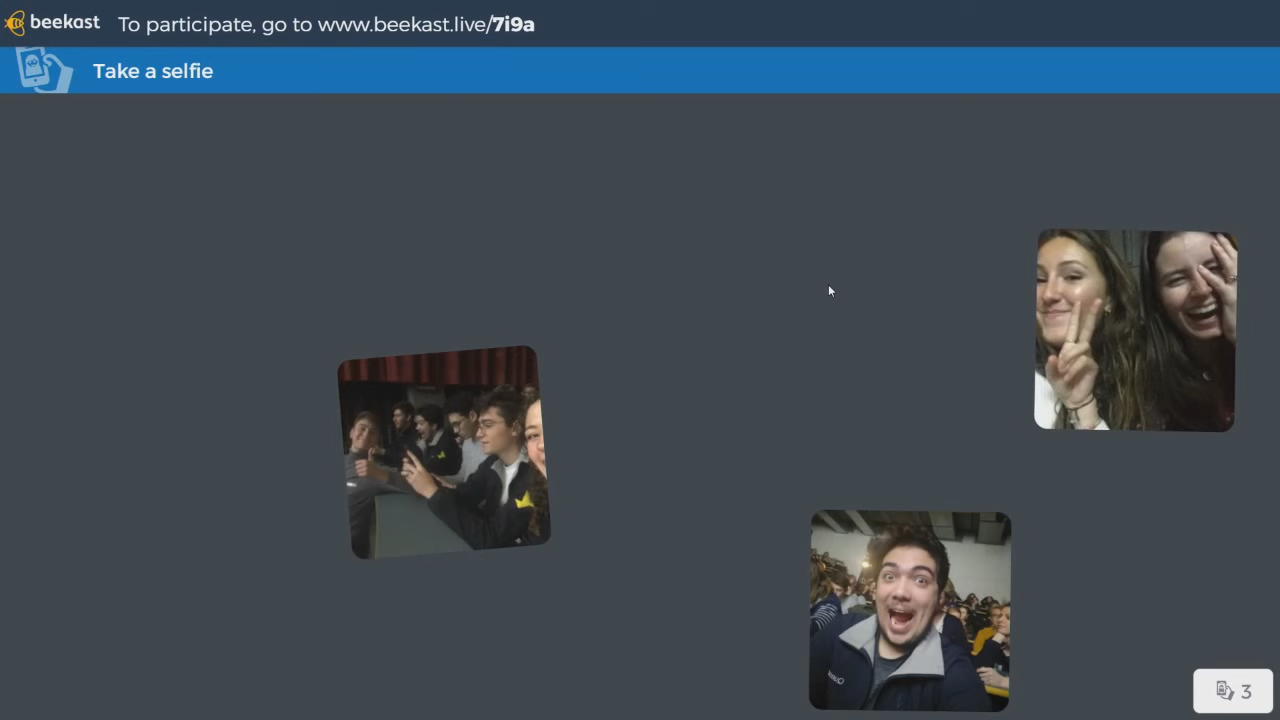 beekast To participate, go to www.beekast.live/7i9a
Take a selfie
3